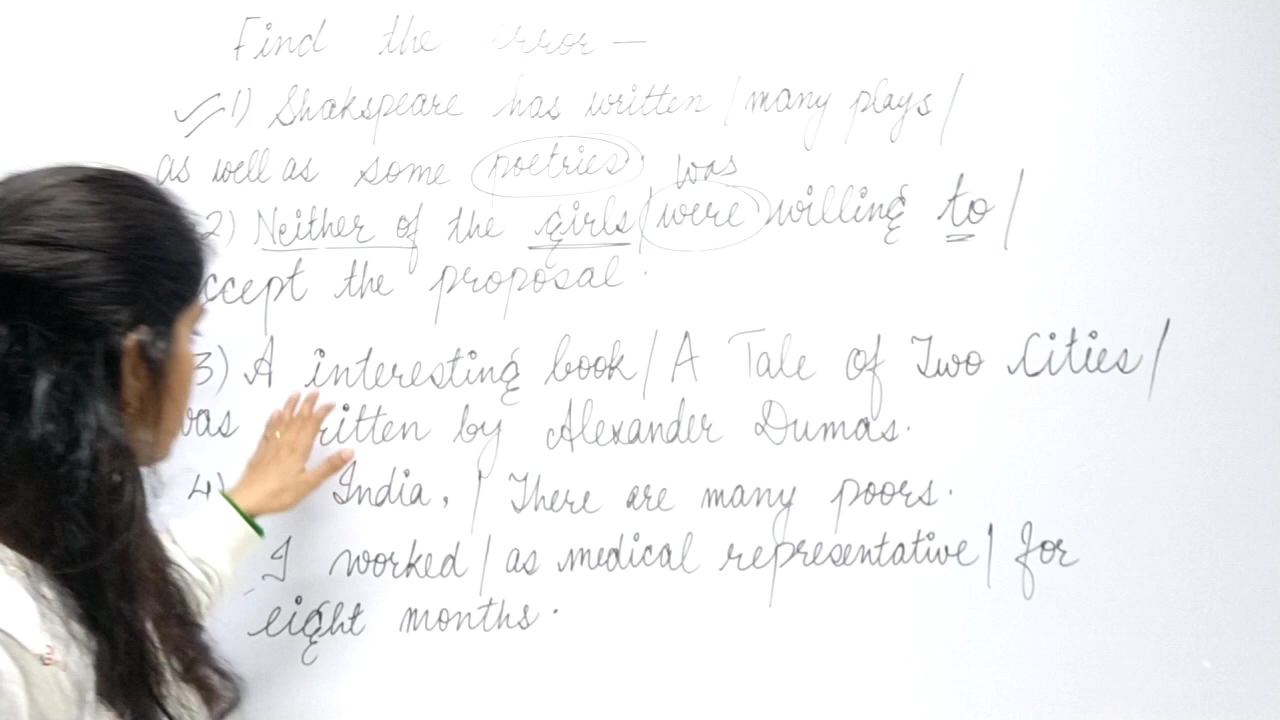 Find the error —
1) Shakspeare has written / many plays /
as well as some poetries.
was
2) Neither of the girls / were willing to /
ccept the proposal.
3) A interesting book / A Tale of Two Cities /
was ritten by Alexander Dumas.
4) India, / There are many poors.
I worked / as medical representative / for
eight months.